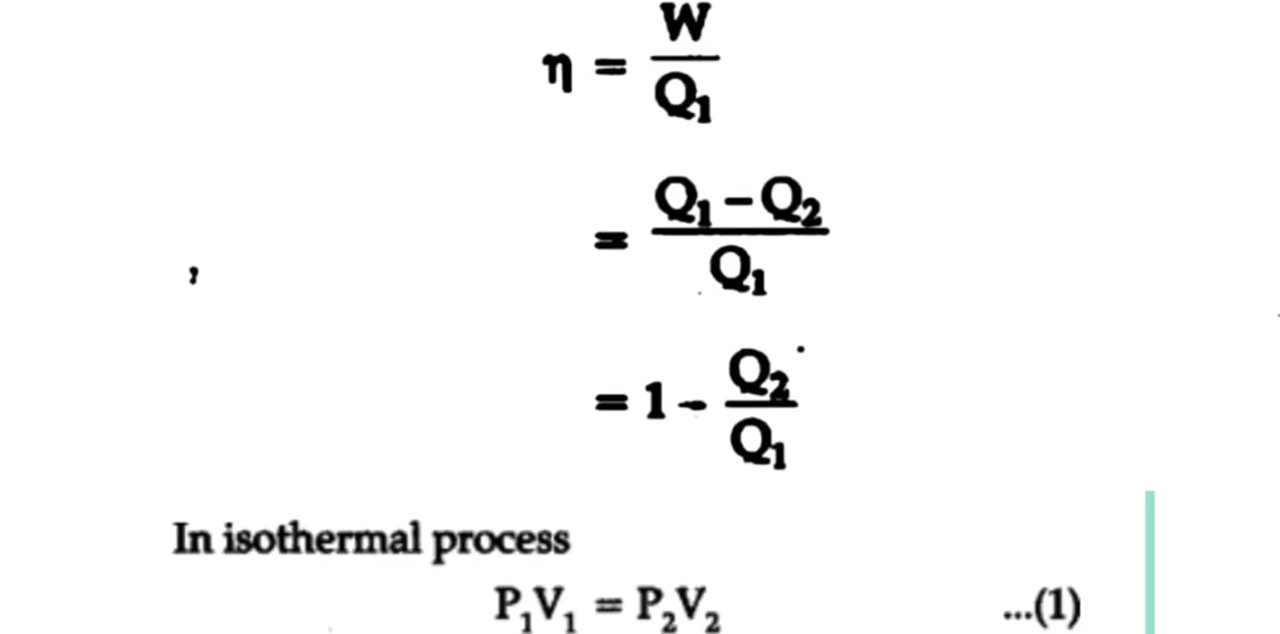 η = W/Q₁
= Q₁ – Q₂/Q₁
= 1 – Q₂/Q₁
In isothermal process
P₁V₁ = P₂V₂ ...(1)